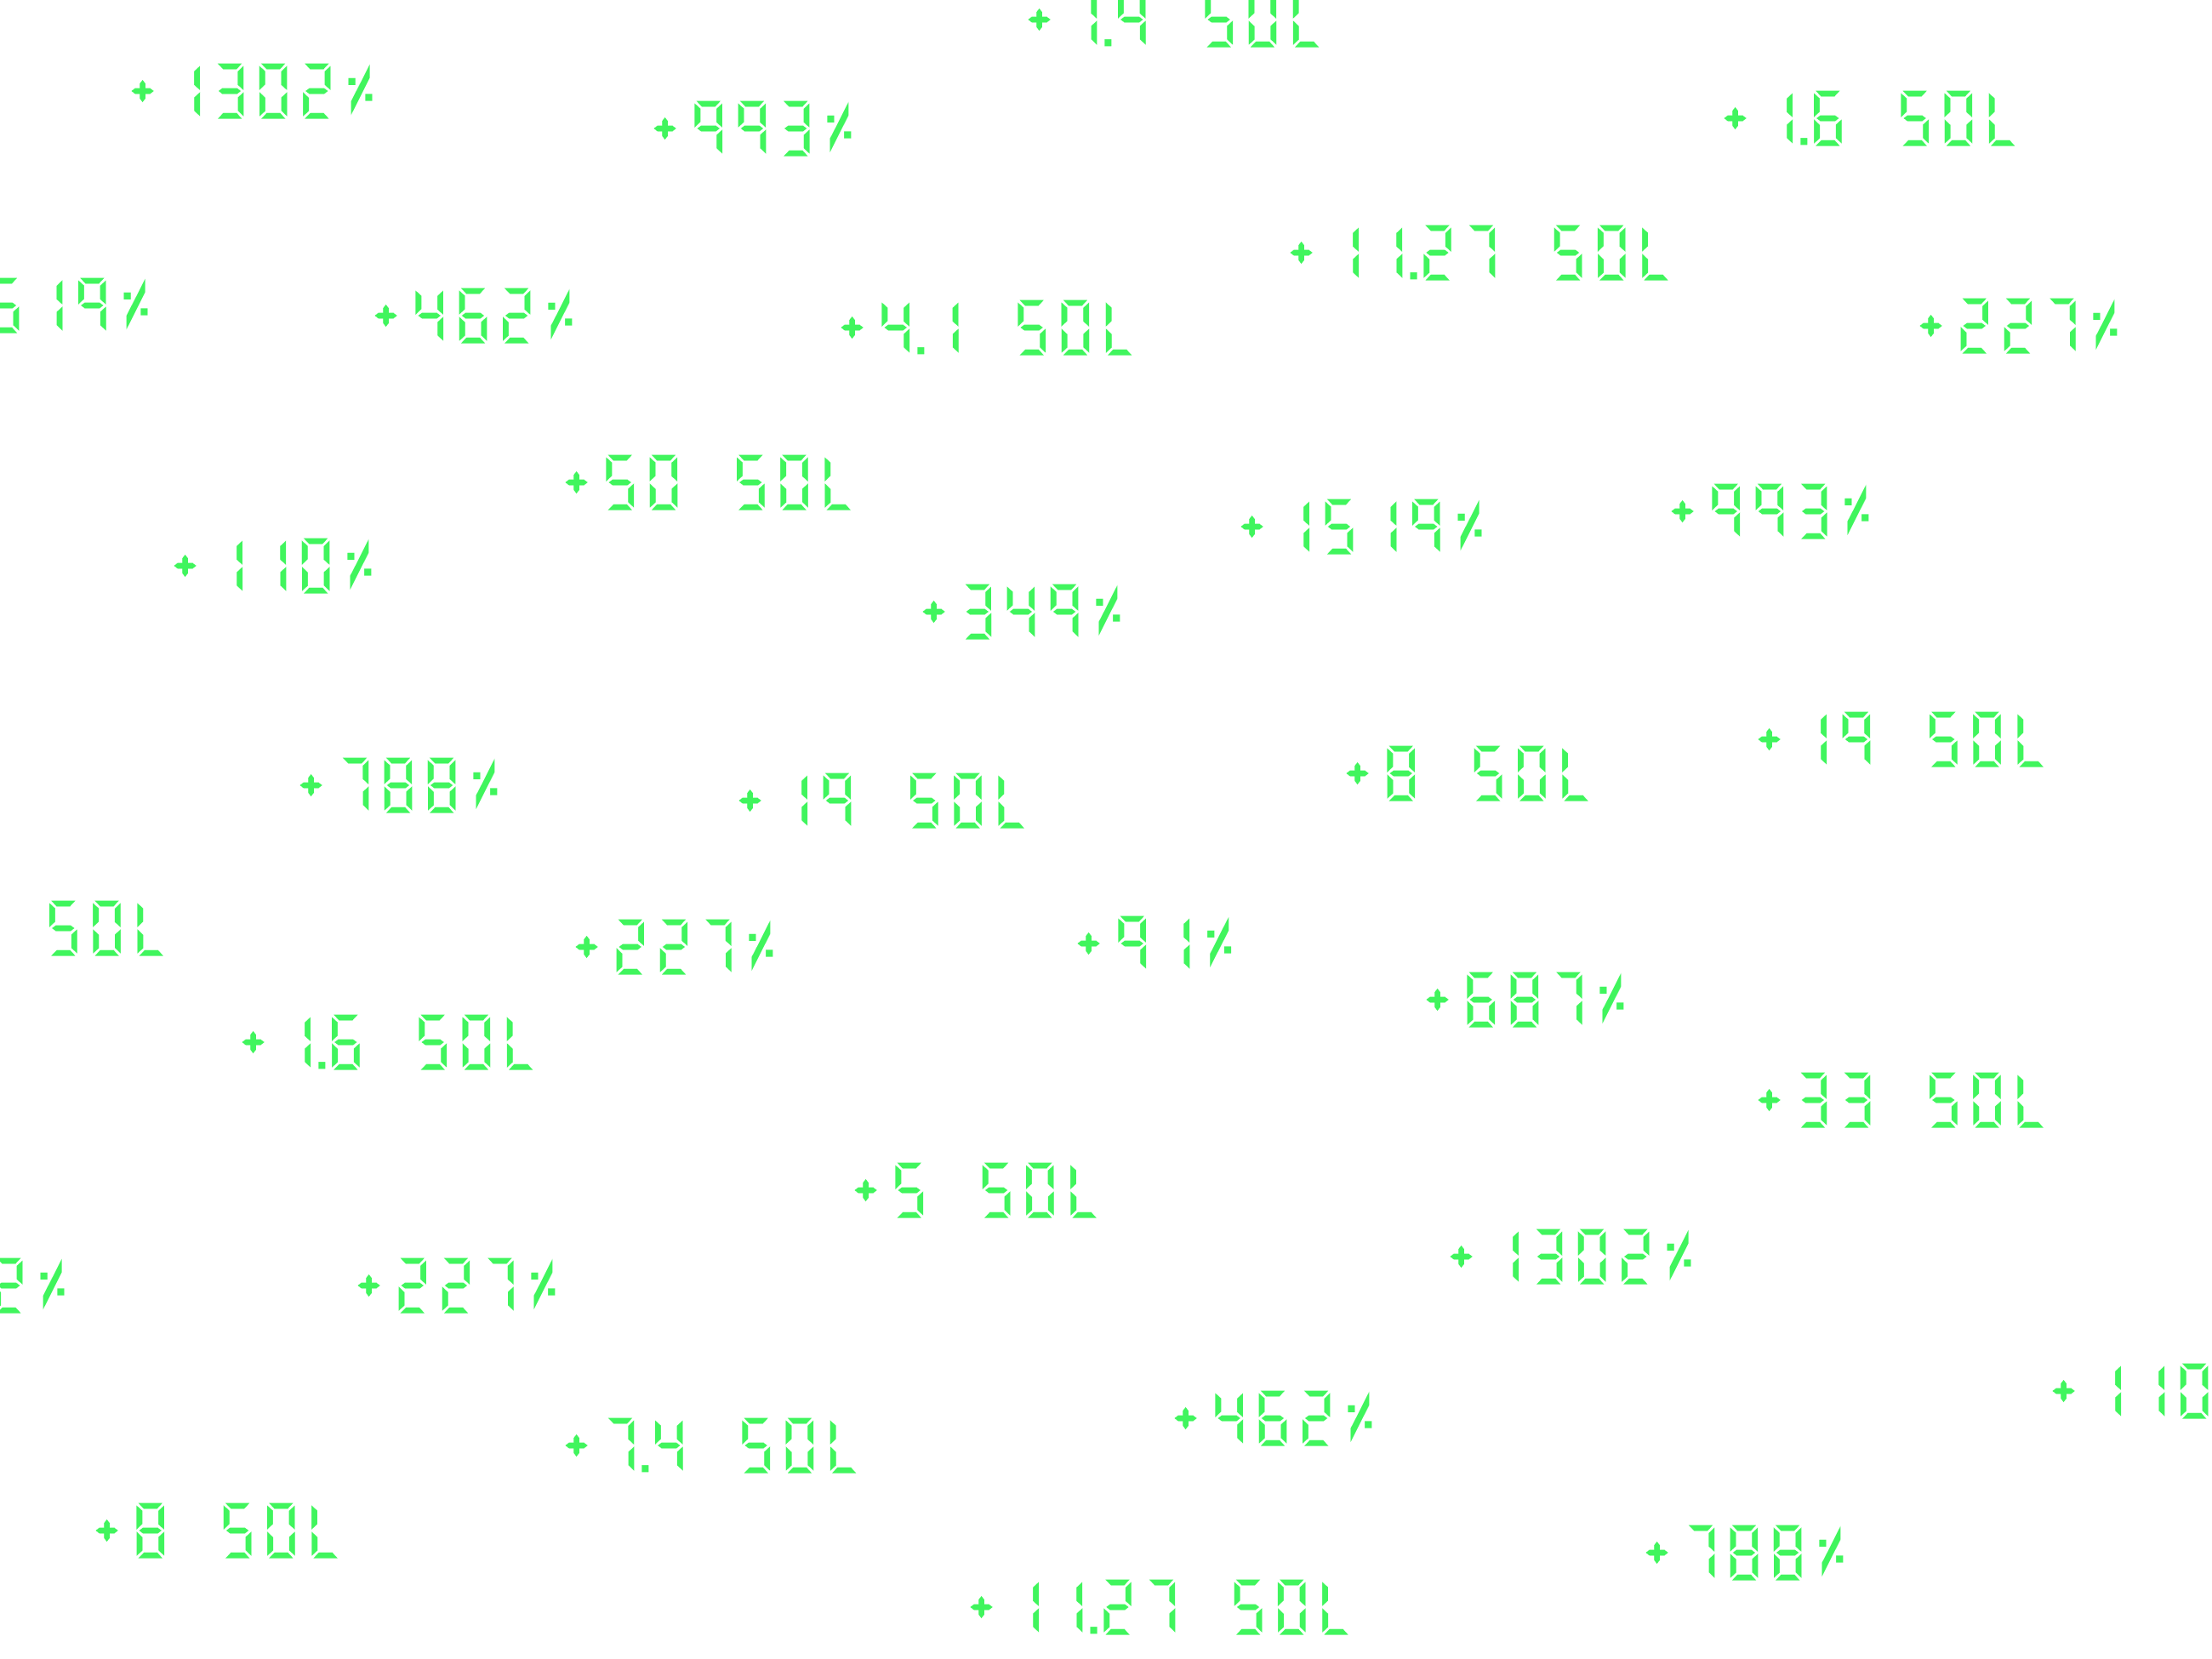 +1.4 SOL
+1302%
+993%
+1.6 SOL
+11.27 SOL
519%
+462%
+4.1 SOL
+227%
+50 SOL
+1519%
+993%
+110%
+349%
+788%
+19 SOL
+8 SOL
+19 SOL
SOL
+227%
+91%
+687%
+1.6 SOL
+33 SOL
+5 SOL
+1302%
2%
+227%
+110
+462%
+7.4 SOL
+8 SOL
+788%
+11.27 SOL